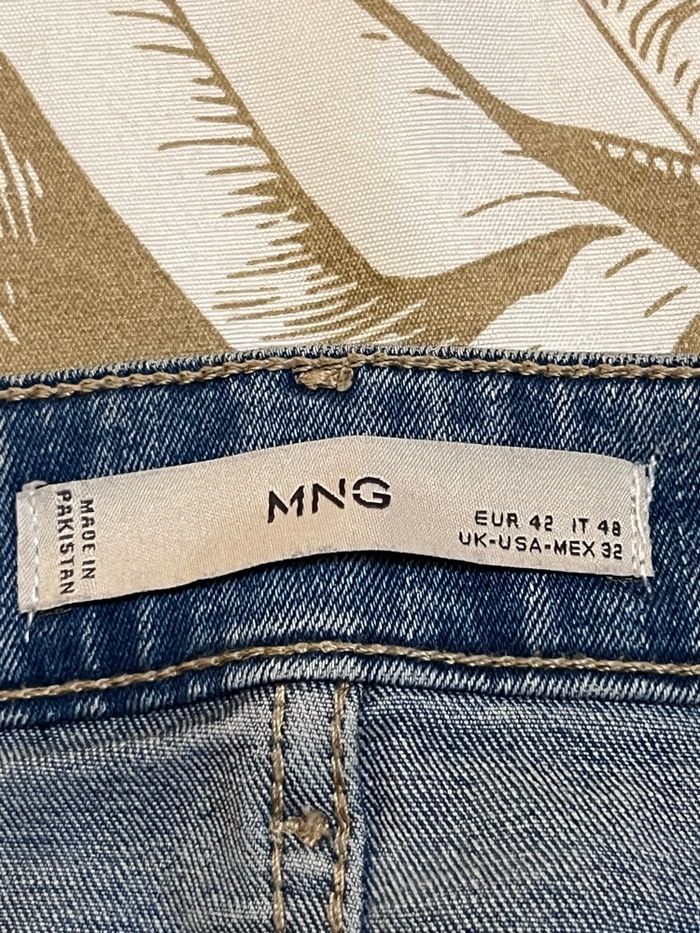 MADE IN
PAKISTAN
MNG
EUR 42 IT 48
UK-USA-MEX 32